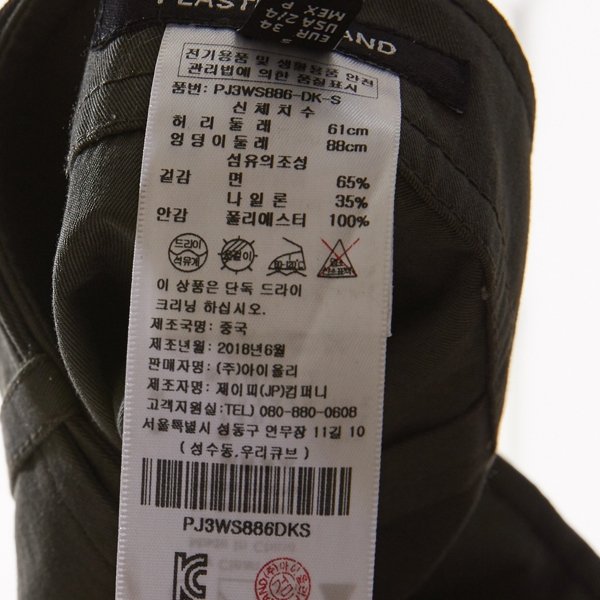 EUR 34
USA 2/4
MEX P
S
AND
전기용품 및 생활용품 안전
관리법에 의한 품질표시
품번: PJ3WS886-DK-S
신체치수
허리둘레 61cm
엉덩이둘레 88cm
섬유의조성
겉감 면 65%
나일론 35%
안감 폴리에스터 100%
드라이
석유계
이 상품은 단독 드라이
크리닝 하십시오.
제조국명: 중국
제조년월: 2018년6월
판매자명: (주)아이올리
제조자명: 제이피(JP)컴퍼니
고객지원실:TEL) 080-880-0608
서울특별시 성동구 연무장 11길 10
(성수동,우리큐브)
PJ3WS886DKS